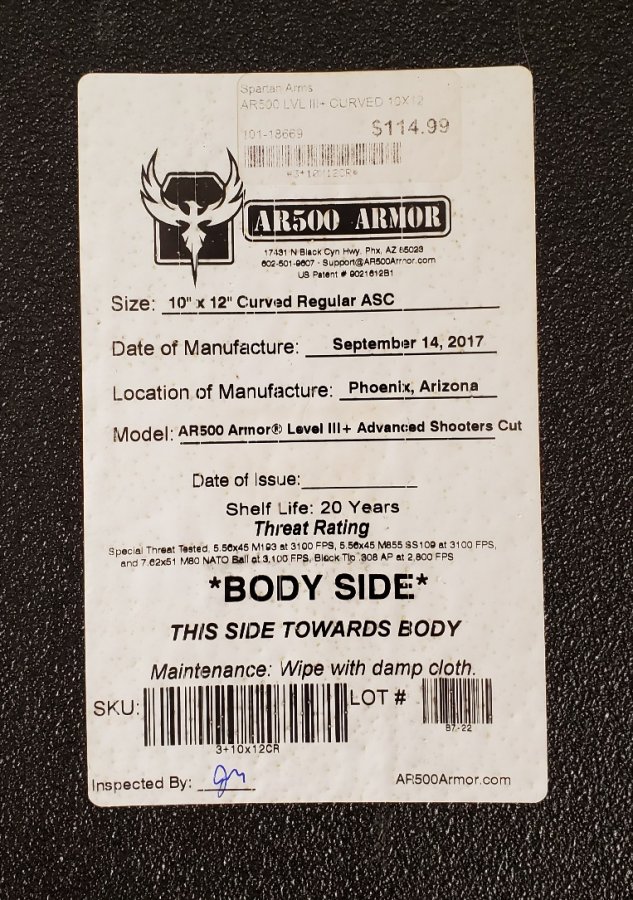 Spartan Arms
AR500 LVL III+ CURVED 10X12
101-18669 $114.99
*3+10X12CR*
AR500 ARMOR
17431 N Black Cyn Hwy. Phx, AZ 85023
602-501-9607 · Support@AR500Armor.com
US Patent # 9021612B1
Size: 10" x 12" Curved Regular ASC
Date of Manufacture: September 14, 2017
Location of Manufacture: Phoenix, Arizona
Model: AR500 Armor® Level III+ Advanced Shooters Cut
Date of Issue:
Shelf Life: 20 Years
Threat Rating
Special Threat Tested, 5.56x45 M193 at 3100 FPS, 5.56x45 M855 SS109 at 3100 FPS,
and 7.62x51 M80 NATO Ball at 3,100 FPS, Black Tip .308 AP at 2,800 FPS
*BODY SIDE*
THIS SIDE TOWARDS BODY
Maintenance: Wipe with damp cloth.
SKU: LOT #
3+10x12CR
Inspected By: AR500Armor.com